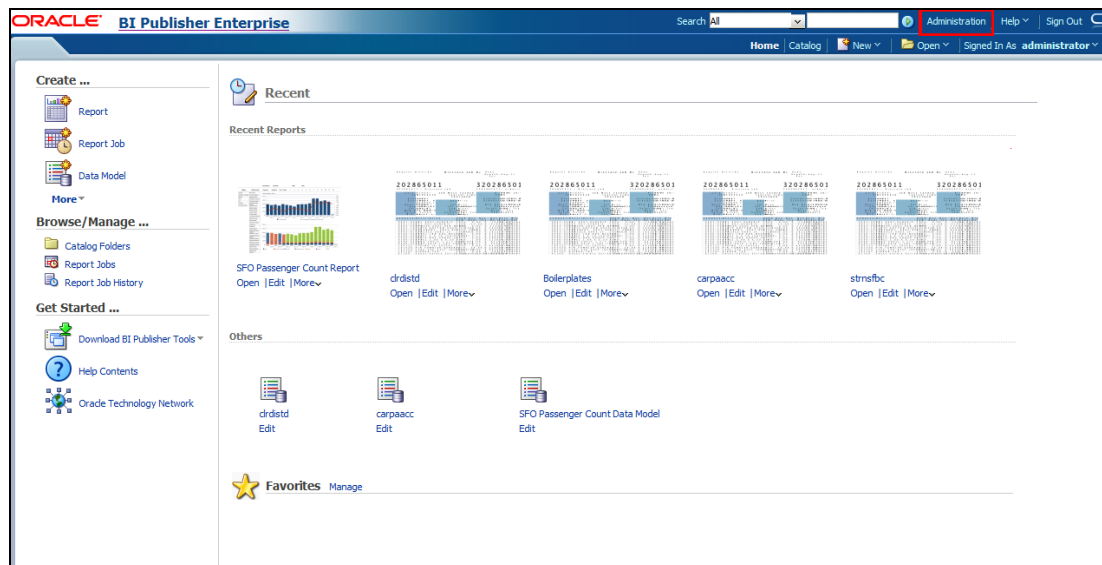 ORACLE BI Publisher Enterprise
Search All Administration Help Sign Out
Home Catalog New Open Signed In As administrator
Create ...
Report
Report Job
Data Model
More
Browse/Manage ...
Catalog Folders
Report Jobs
Report Job History
Get Started ...
Download BI Publisher Tools
?
Help Contents
Oracle Technology Network
Recent
Recent Reports
202865011 320286501 202865011 320286501 202865011 320286501 202865011 320286501
SFO Passenger Count Report
Open | Edit | More
clrdistd
Open | Edit | More
Boilerplates
Open | Edit | More
carpaacc
Open | Edit | More
strnsfbc
Open | Edit | More
Others
clrdistd
Edit
carpaacc
Edit
SFO Passenger Count Data Model
Edit
Favorites Manage